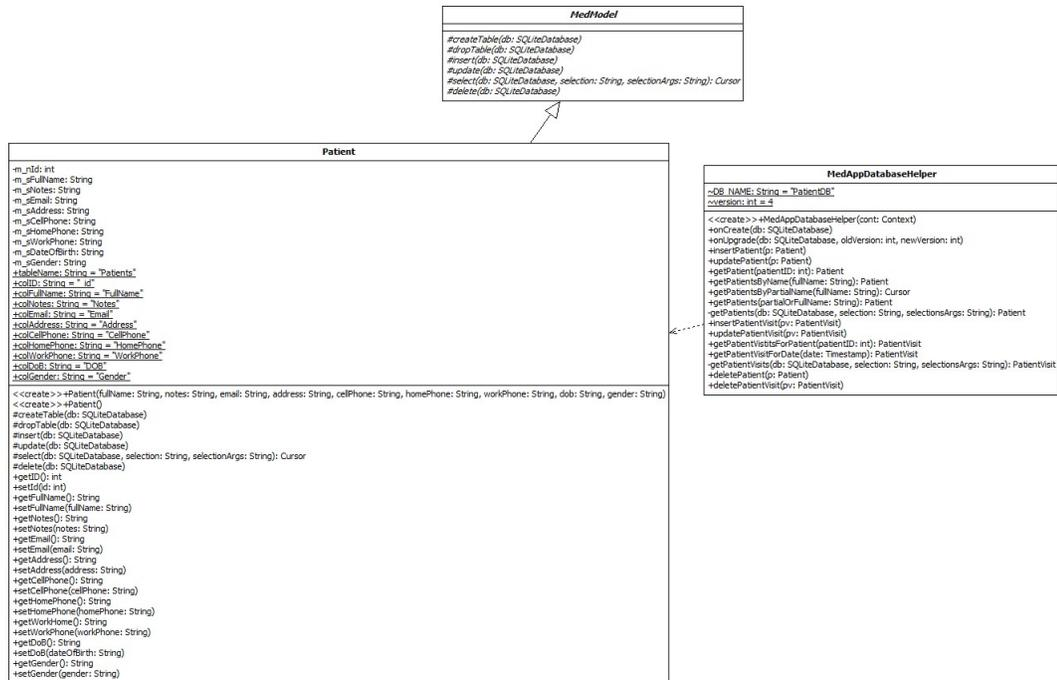 MedModel
#createTable(db: SQLiteDatabase)
#dropTable(db: SQLiteDatabase)
#insert(db: SQLiteDatabase)
#update(db: SQLiteDatabase)
#select(db: SQLiteDatabase, selection: String, selectionArgs: String): Cursor
#delete(db: SQLiteDatabase)
Patient
-m_nId: int
-m_sFullName: String
-m_sNotes: String
-m_sEmail: String
-m_sAddress: String
-m_sCellPhone: String
-m_sHomePhone: String
-m_sWorkPhone: String
-m_sDateOfBirth: String
-m_sGender: String
+tableName: String = "Patients"
+colID: String = "_id"
+colFullName: String = "FullName"
+colNotes: String = "Notes"
+colEmail: String = "Email"
+colAddress: String = "Address"
+colCellPhone: String = "CellPhone"
+colHomePhone: String = "HomePhone"
+colWorkPhone: String = "WorkPhone"
+colDoB: String = "DOB"
+colGender: String = "Gender"
<<create>>+Patient(fullName: String, notes: String, email: String, address: String, cellPhone: String, homePhone: String, workPhone: String, dob: String, gender: String)
<<create>>+Patient()
#createTable(db: SQLiteDatabase)
#dropTable(db: SQLiteDatabase)
#insert(db: SQLiteDatabase)
#update(db: SQLiteDatabase)
#select(db: SQLiteDatabase, selection: String, selectionArgs: String): Cursor
#delete(db: SQLiteDatabase)
+getID(): int
+setId(id: int)
+getFullName(): String
+setFullName(fullName: String)
+getNotes(): String
+setNotes(notes: String)
+getEmail(): String
+setEmail(email: String)
+getAddress(): String
+setAddress(address: String)
+getCellPhone(): String
+setCellPhone(cellPhone: String)
+getHomePhone(): String
+setHomePhone(homePhone: String)
+getWorkHome(): String
+setWorkPhone(workPhone: String)
+getDoB(): String
+setDoB(dateOfBirth: String)
+getGender(): String
+setGender(gender: String)
MedAppDatabaseHelper
~DB_NAME: String = "PatientDB"
~version: int = 4
<<create>>+MedAppDatabaseHelper(cont: Context)
+onCreate(db: SQLiteDatabase)
+onUpgrade(db: SQLiteDatabase, oldVersion: int, newVersion: int)
+insertPatient(p: Patient)
+updatePatient(p: Patient)
+getPatient(patientID: int): Patient
+getPatientsByName(fullName: String): Patient
+getPatientsByPartialName(fullName: String): Cursor
+getPatients(partialOrFullName: String): Patient
-getPatients(db: SQLiteDatabase, selection: String, selectionsArgs: String): Patient
+insertPatientVisit(pv: PatientVisit)
+updatePatientVisit(pv: PatientVisit)
+getPatientVistitsForPatient(patientID: int): PatientVisit
+getPatientVisitForDate(date: Timestamp): PatientVisit
-getPatientVisits(db: SQLiteDatabase, selection: String, selectionsArgs: String): PatientVisit
+deletePatient(p: Patient)
+deletePatientVisit(pv: PatientVisit)